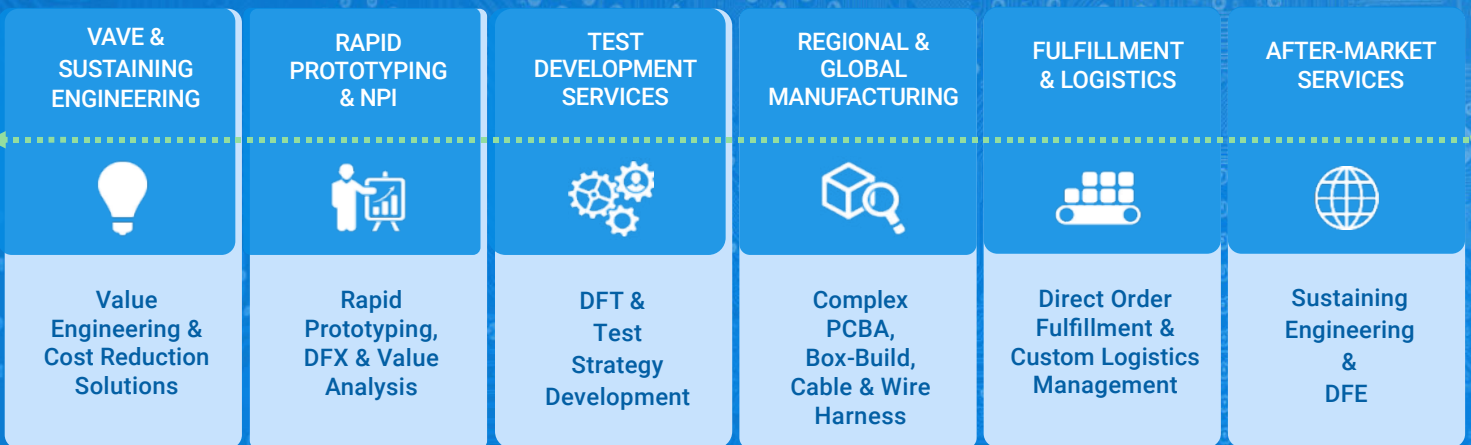 VAVE &
SUSTAINING
ENGINEERING
Value
Engineering &
Cost Reduction
Solutions
RAPID
PROTOTYPING
& NPI
Rapid
Prototyping,
DFX & Value
Analysis
TEST
DEVELOPMENT
SERVICES
DFT &
Test
Strategy
Development
REGIONAL &
GLOBAL
MANUFACTURING
Complex
PCBA,
Box-Build,
Cable & Wire
Harness
FULFILLMENT
& LOGISTICS
Direct Order
Fulfillment &
Custom Logistics
Management
AFTER-MARKET
SERVICES
Sustaining
Engineering
&
DFE